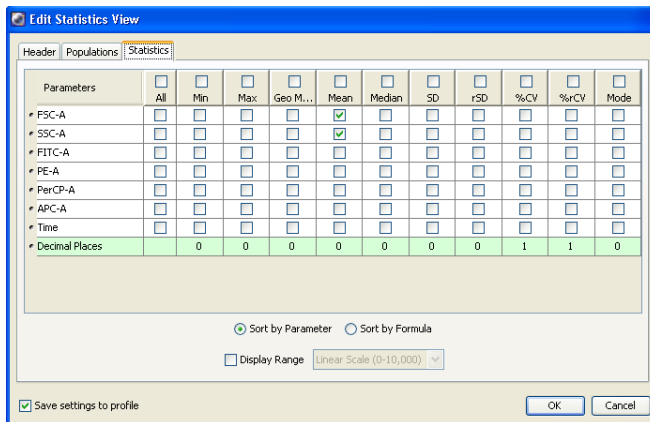 Edit Statistics View
Header Populations Statistics
Parameters All Min Max Geo M... Mean Median SD rSD %CV %rCV Mode
FSC-A
SSC-A
FITC-A
PE-A
PerCP-A
APC-A
Time
Decimal Places 0 0 0 0 0 0 0 1 1 0
Sort by Parameter Sort by Formula
Display Range Linear Scale (0-10,000)
Save settings to profile OK Cancel